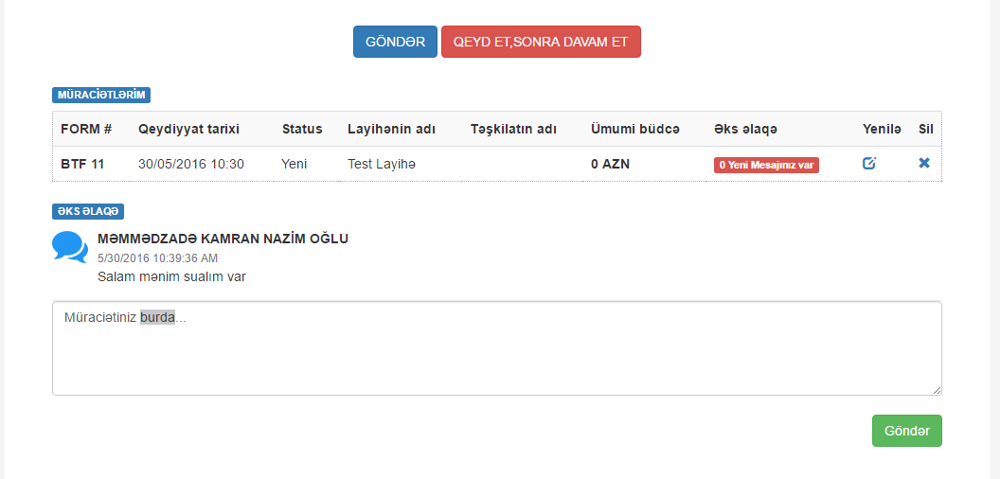 GÖNDƏR QEYD ET,SONRA DAVAM ET
MÜRACİƏTLƏRİM
FORM # Qeydiyyat tarixi Status Layihənin adı Təşkilatın adı Ümumi büdcə Əks əlaqə Yenilə Sil
BTF 11 30/05/2016 10:30 Yeni Test Layihə 0 AZN 0 Yeni Mesajınız var
ƏKS ƏLAQƏ
MƏMMƏDZADƏ KAMRAN NAZİM OĞLU
5/30/2016 10:39:36 AM
Salam mənim sualım var
Müraciətiniz burda...
Göndər